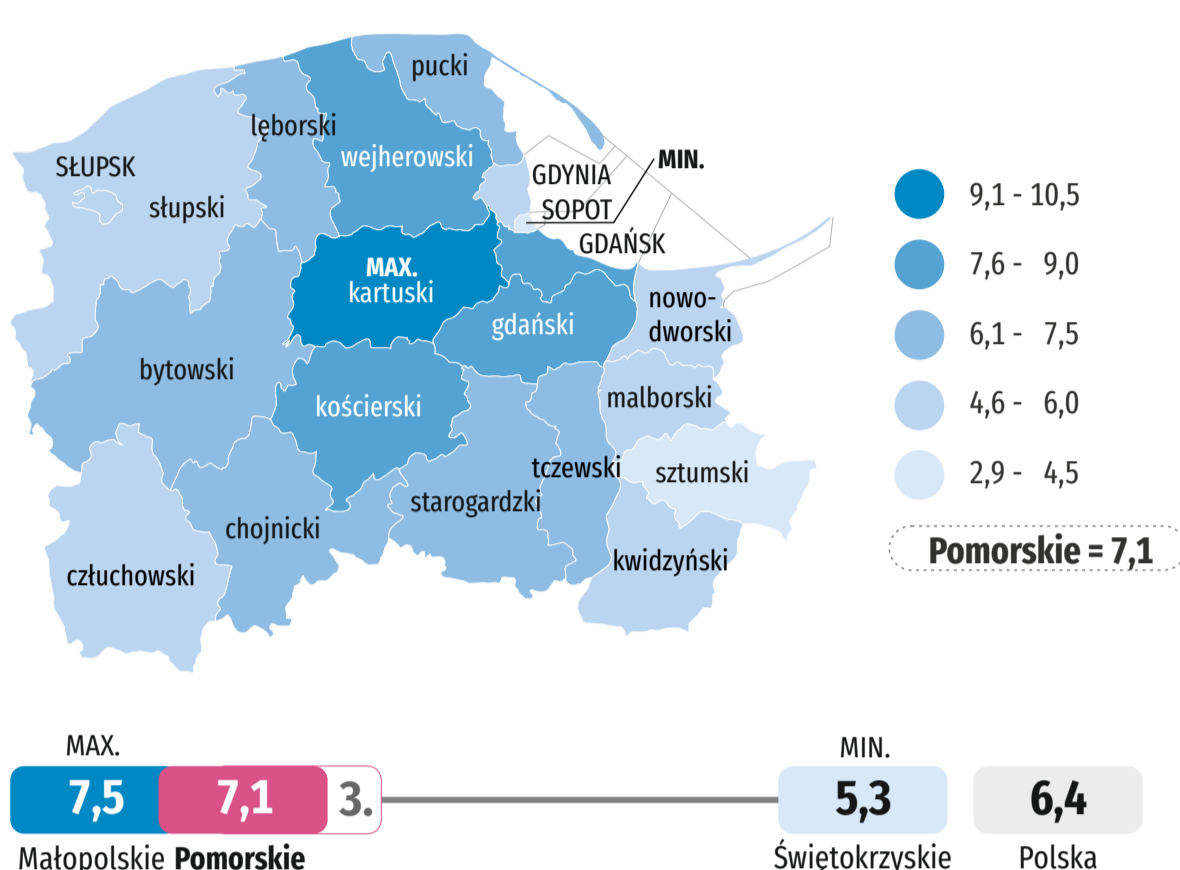 pucki
lęborski
wejherowski
SŁUPSK
słupski
GDYNIA
MIN.
SOPOT
GDAŃSK
MAX.
kartuski
gdański
nowo-
dworski
bytowski
kościerski
malborski
tczewski
sztumski
starogardzki
chojnicki
człuchowski
kwidzyński
9,1 - 10,5
7,6 - 9,0
6,1 - 7,5
4,6 - 6,0
2,9 - 4,5
Pomorskie = 7,1
MAX.
MIN.
7,5 7,1 3. 5,3 6,4
Małopolskie Pomorskie Świętokrzyskie Polska